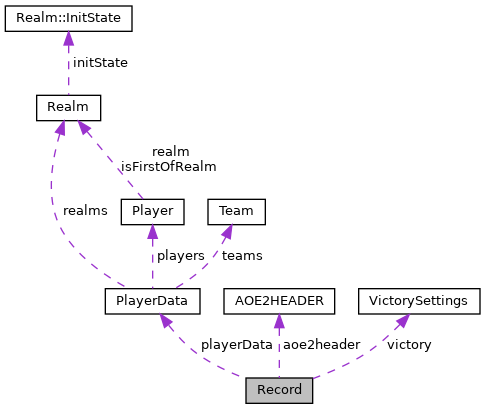 Realm::InitState
initState
Realm
realm
isFirstOfRealm
realms
Player
Team
players
teams
PlayerData
AOE2HEADER
VictorySettings
playerData
aoe2header
victory
Record